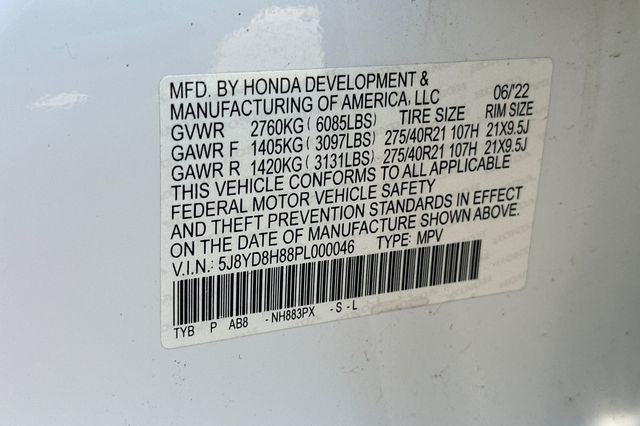 MFD. BY HONDA DEVELOPMENT & 06/'22
MANUFACTURING OF AMERICA, LLC TIRE SIZE RIM SIZE
GVWR 2760KG ( 6085LBS)
GAWR F 1405KG ( 3097LBS) 275/40R21 107H 21X9.5J
GAWR R 1420KG ( 3131LBS) 275/40R21 107H 21X9.5J
THIS VEHICLE CONFORMS TO ALL APPLICABLE
FEDERAL MOTOR VEHICLE SAFETY
AND THEFT PREVENTION STANDARDS IN EFFECT
ON THE DATE OF MANUFACTURE SHOWN ABOVE.
V.I.N.: 5J8YD8H88PL000046 TYPE: MPV
TYB P AB8 -NH883PX -S-L